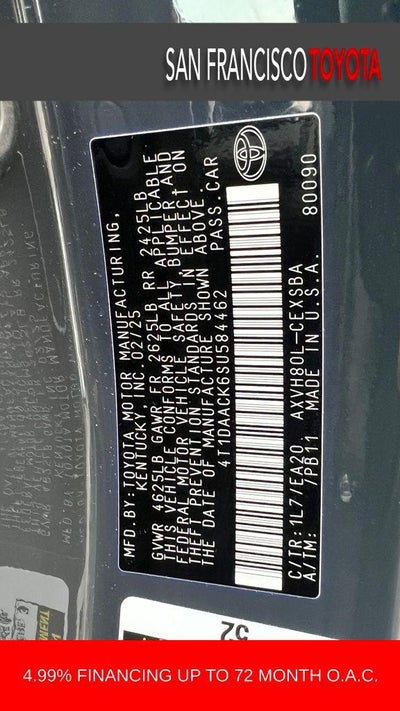 SAN FRANCISCO TOYOTA
MFD.BY:TOYOTA MOTOR MANUFACTURING,
KENTUCKY, INC. 02/25
GVWR 4625LB GAWR FR 2625LB RR 2425LB
THIS VEHICLE CONFORMS TO ALL APPLICABLE
FEDERAL MOTOR VEHICLE SAFETY BUMPER AND
THEFT PREVENTION STANDARDS IN EFFECT ON
THE DATE OF MANUFACTURE SHOWN ABOVE.
4T1DAACK6SU584462 PASS.CAR
C/TR:1L7/EA20 AXVH80L-CEXSBA
A/TM: /PB11 MADE IN U.S.A. 80090
52
4.99% FINANCING UP TO 72 MONTH O.A.C.